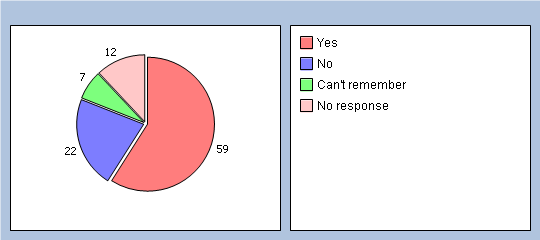 12
7
22
59
Yes
No
Can't remember
No response